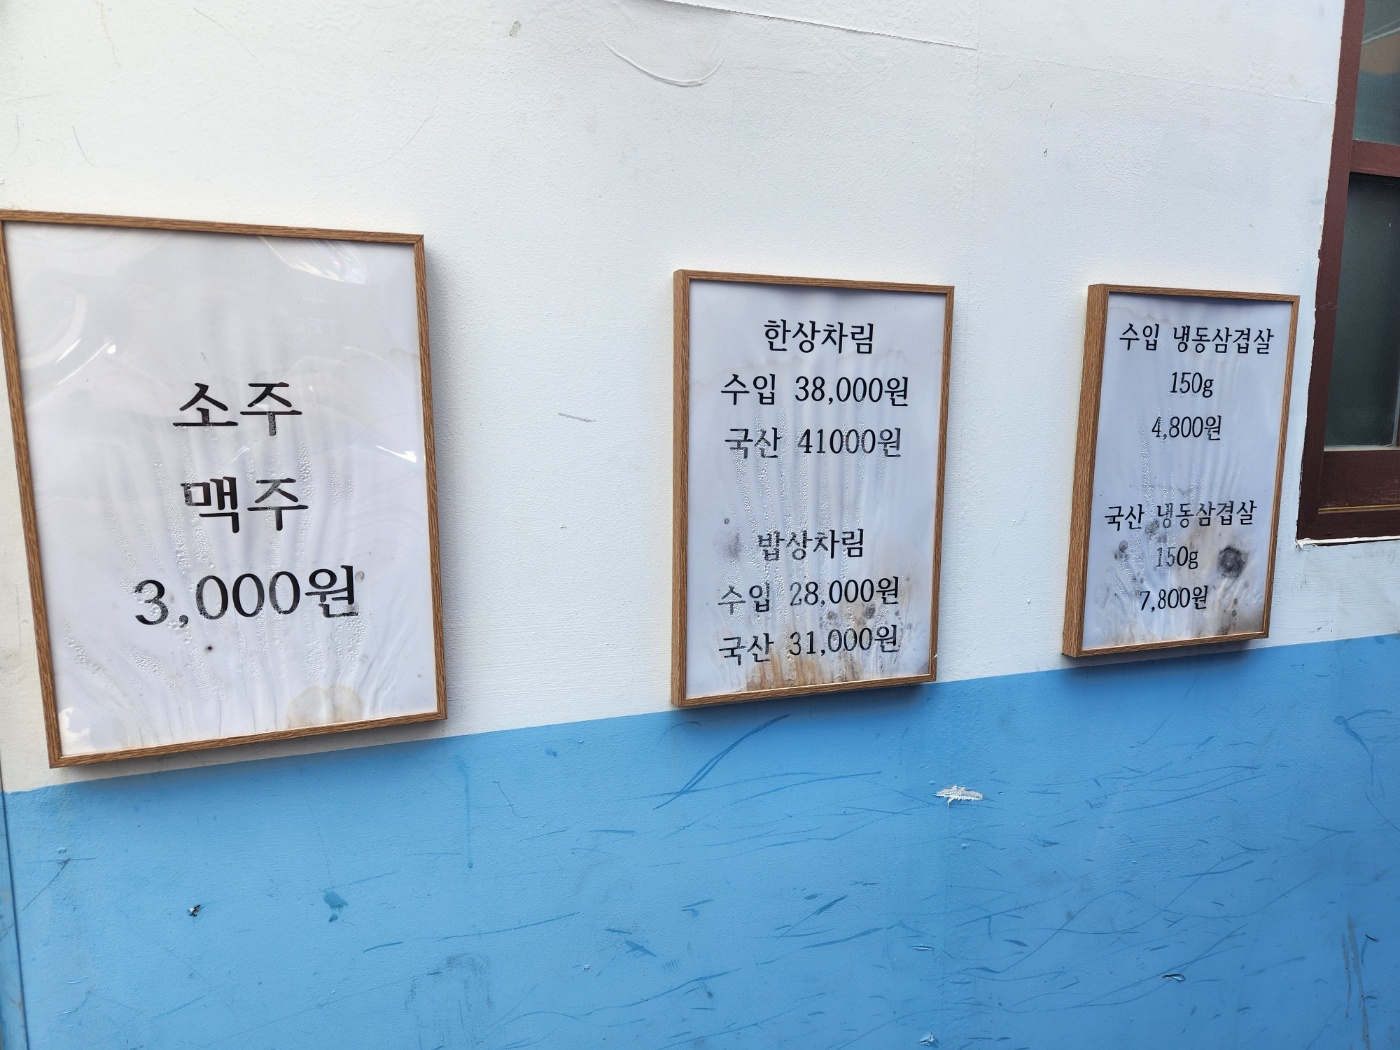 소주
맥주
3,000원
한상차림
수입 38,000원
국산 41000원
밥상차림
수입 28,000원
국산 31,000원
수입 냉동삼겹살
150g
4,800원
국산 냉동삼겹살
150g
7,800원